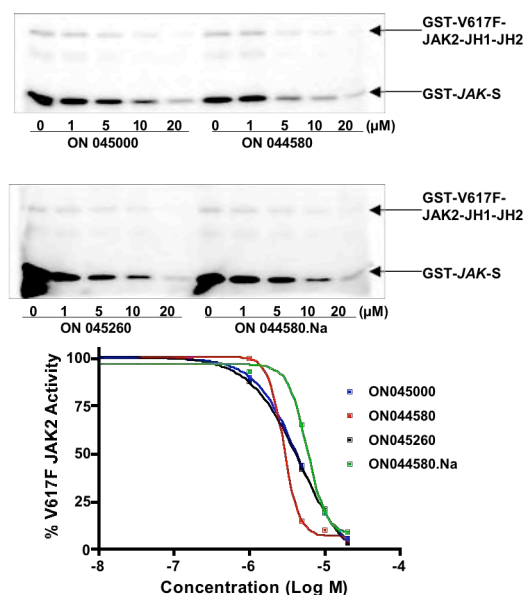 GST-V617F-
JAK2-JH1-JH2
GST-JAK-S
0 1 5 10 20 0 1 5 10 20 (µM)
ON 045000 ON 044580
GST-V617F-
JAK2-JH1-JH2
GST-JAK-S
0 1 5 10 20 0 1 5 10 20 (µM)
ON 045260 ON 044580.Na
% V617F JAK2 Activity
100
75
50
25
0
-8 -7 -6 -5 -4
Concentration (Log M)
ON045000
ON044580
ON045260
ON044580.Na